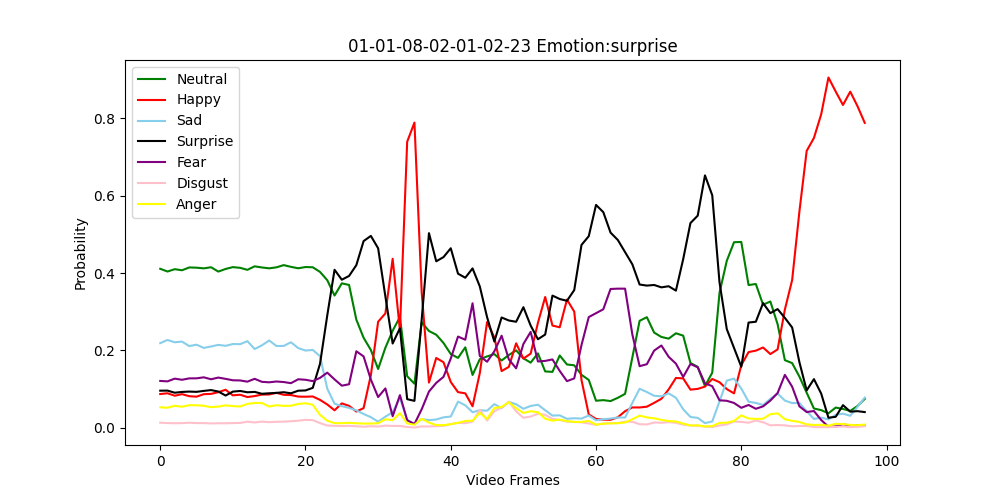 01-01-08-02-01-02-23 Emotion:surprise
Neutral
Happy
Sad
Surprise
Fear
Disgust
Anger
Probability
0.8
0.6
0.4
0.2
0.0
0 20 40 60 80 100
Video Frames